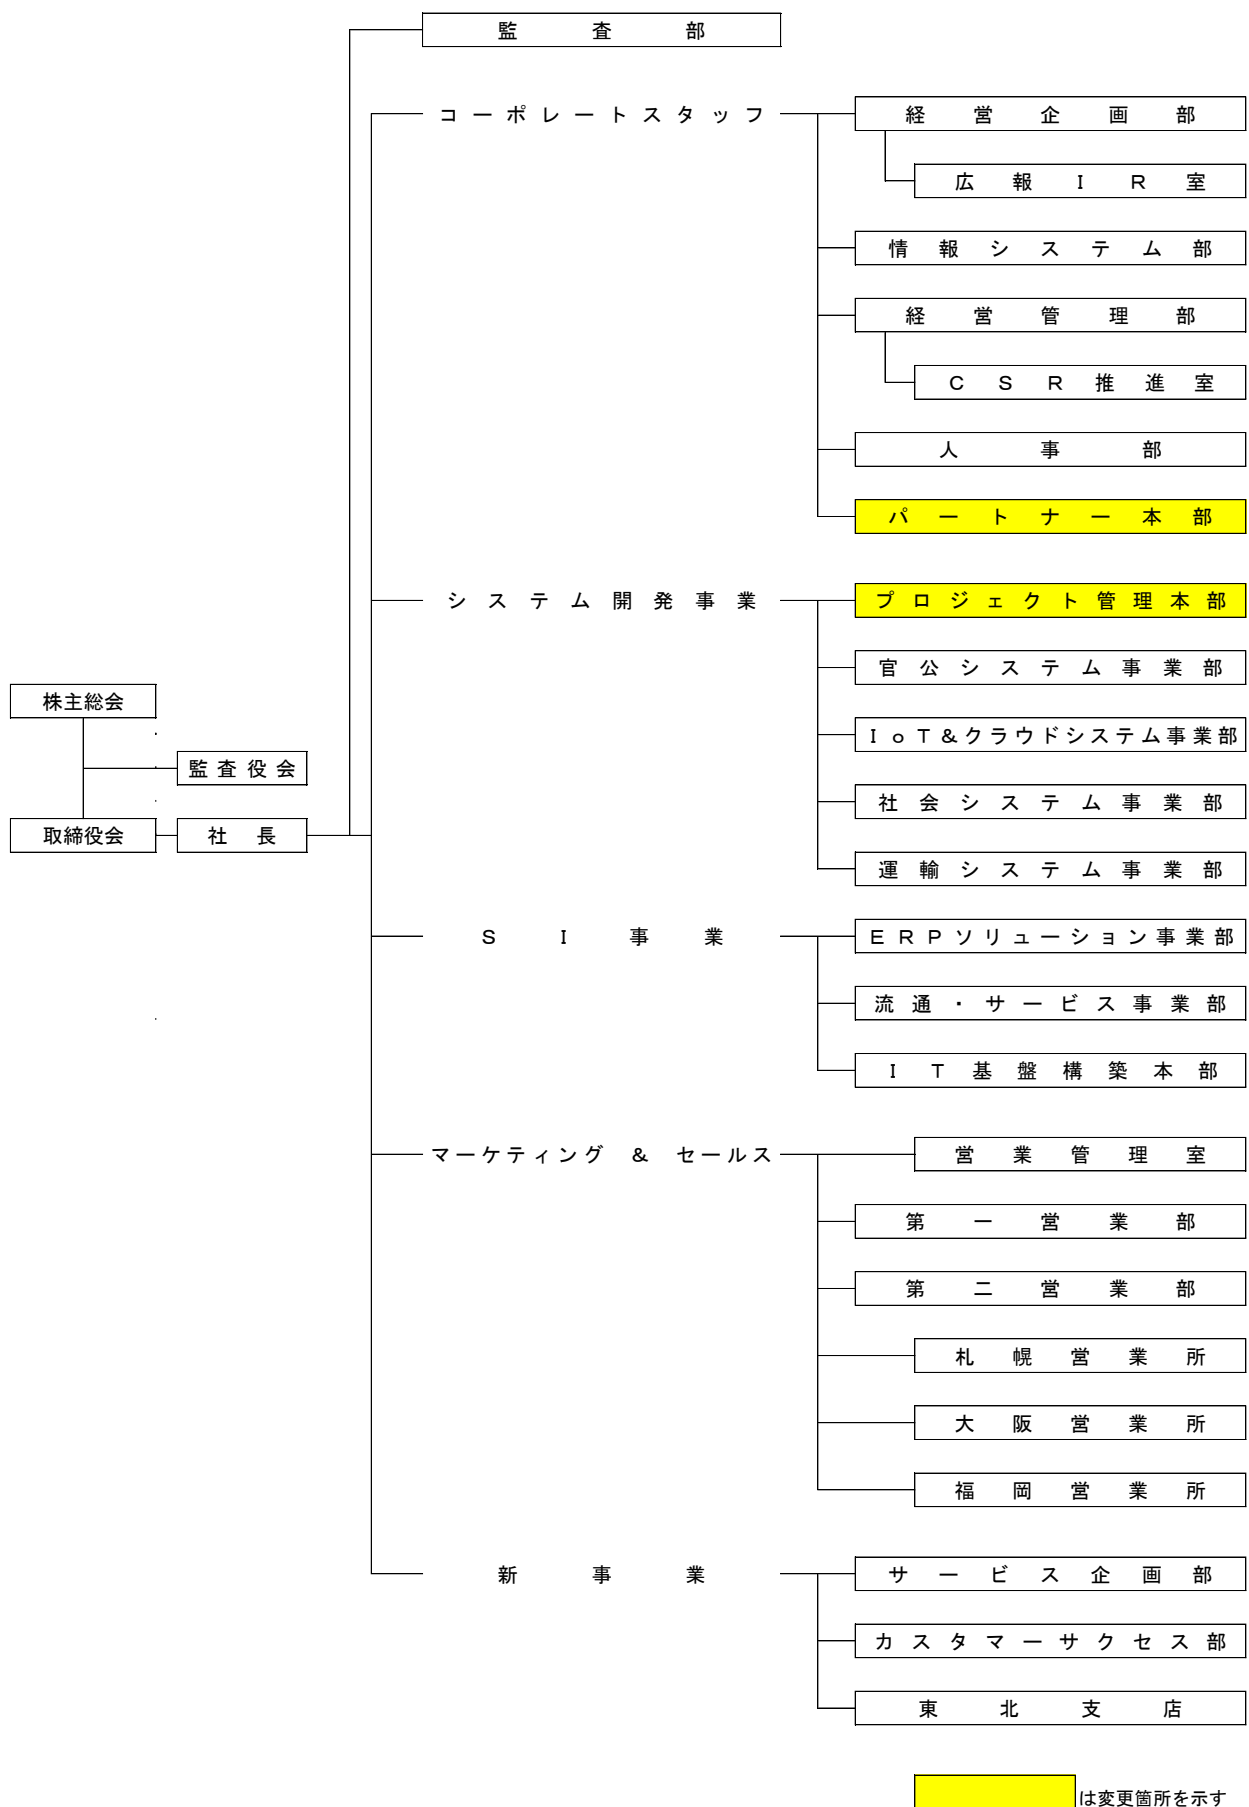 監査部
コーポレートスタッフ
経営企画部
広報IR室
情報システム部
経営管理部
CSR推進室
人事部
パートナー本部
システム開発事業
プロジェクト管理本部
官公システム事業部
株主総会
IoT&クラウドシステム事業部
監査役会
社会システム事業部
取締役会
社長
運輸システム事業部
SI事業
ERPソリューション事業部
流通・サービス事業部
IT基盤構築本部
マーケティング & セールス
営業管理室
第一営業部
第二営業部
札幌営業所
大阪営業所
福岡営業所
新事業
サービス企画部
カスタマーサクセス部
東北支店
は変更箇所を示す